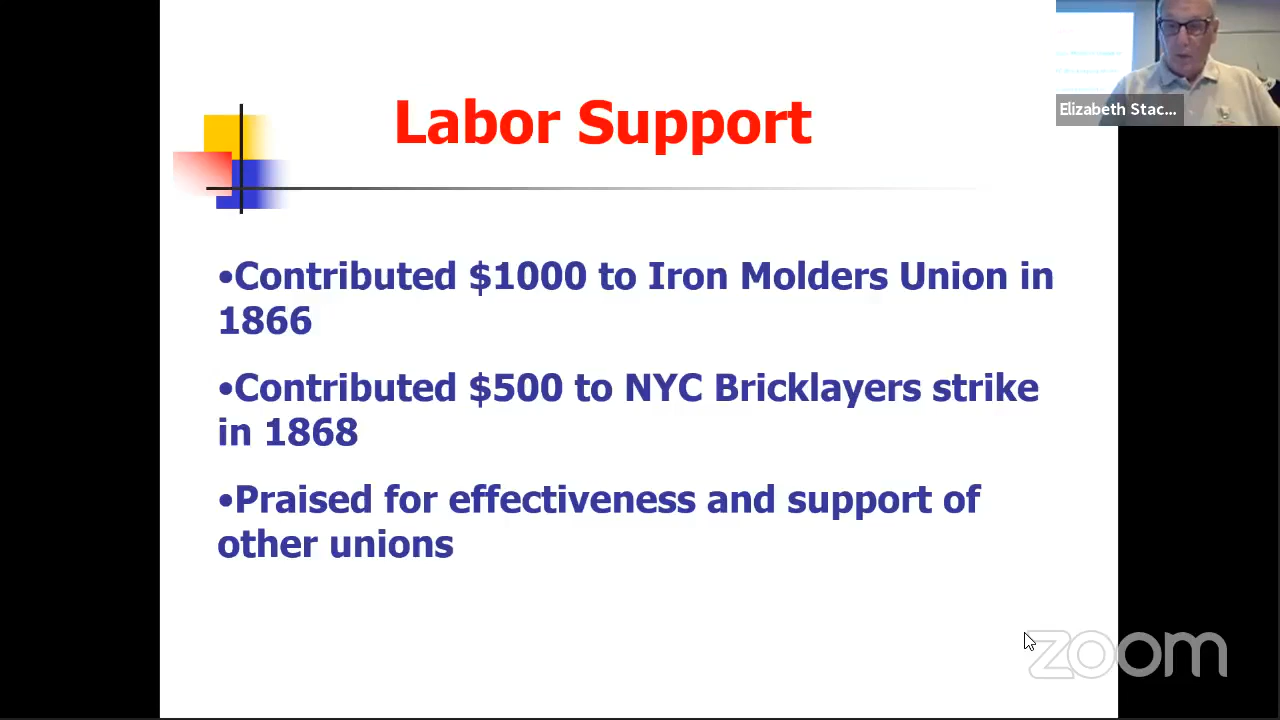 Labor Support
•Contributed $1000 to Iron Molders Union in
1866
•Contributed $500 to NYC Bricklayers strike
in 1868
•Praised for effectiveness and support of
other unions
Elizabeth Stac...
zoom